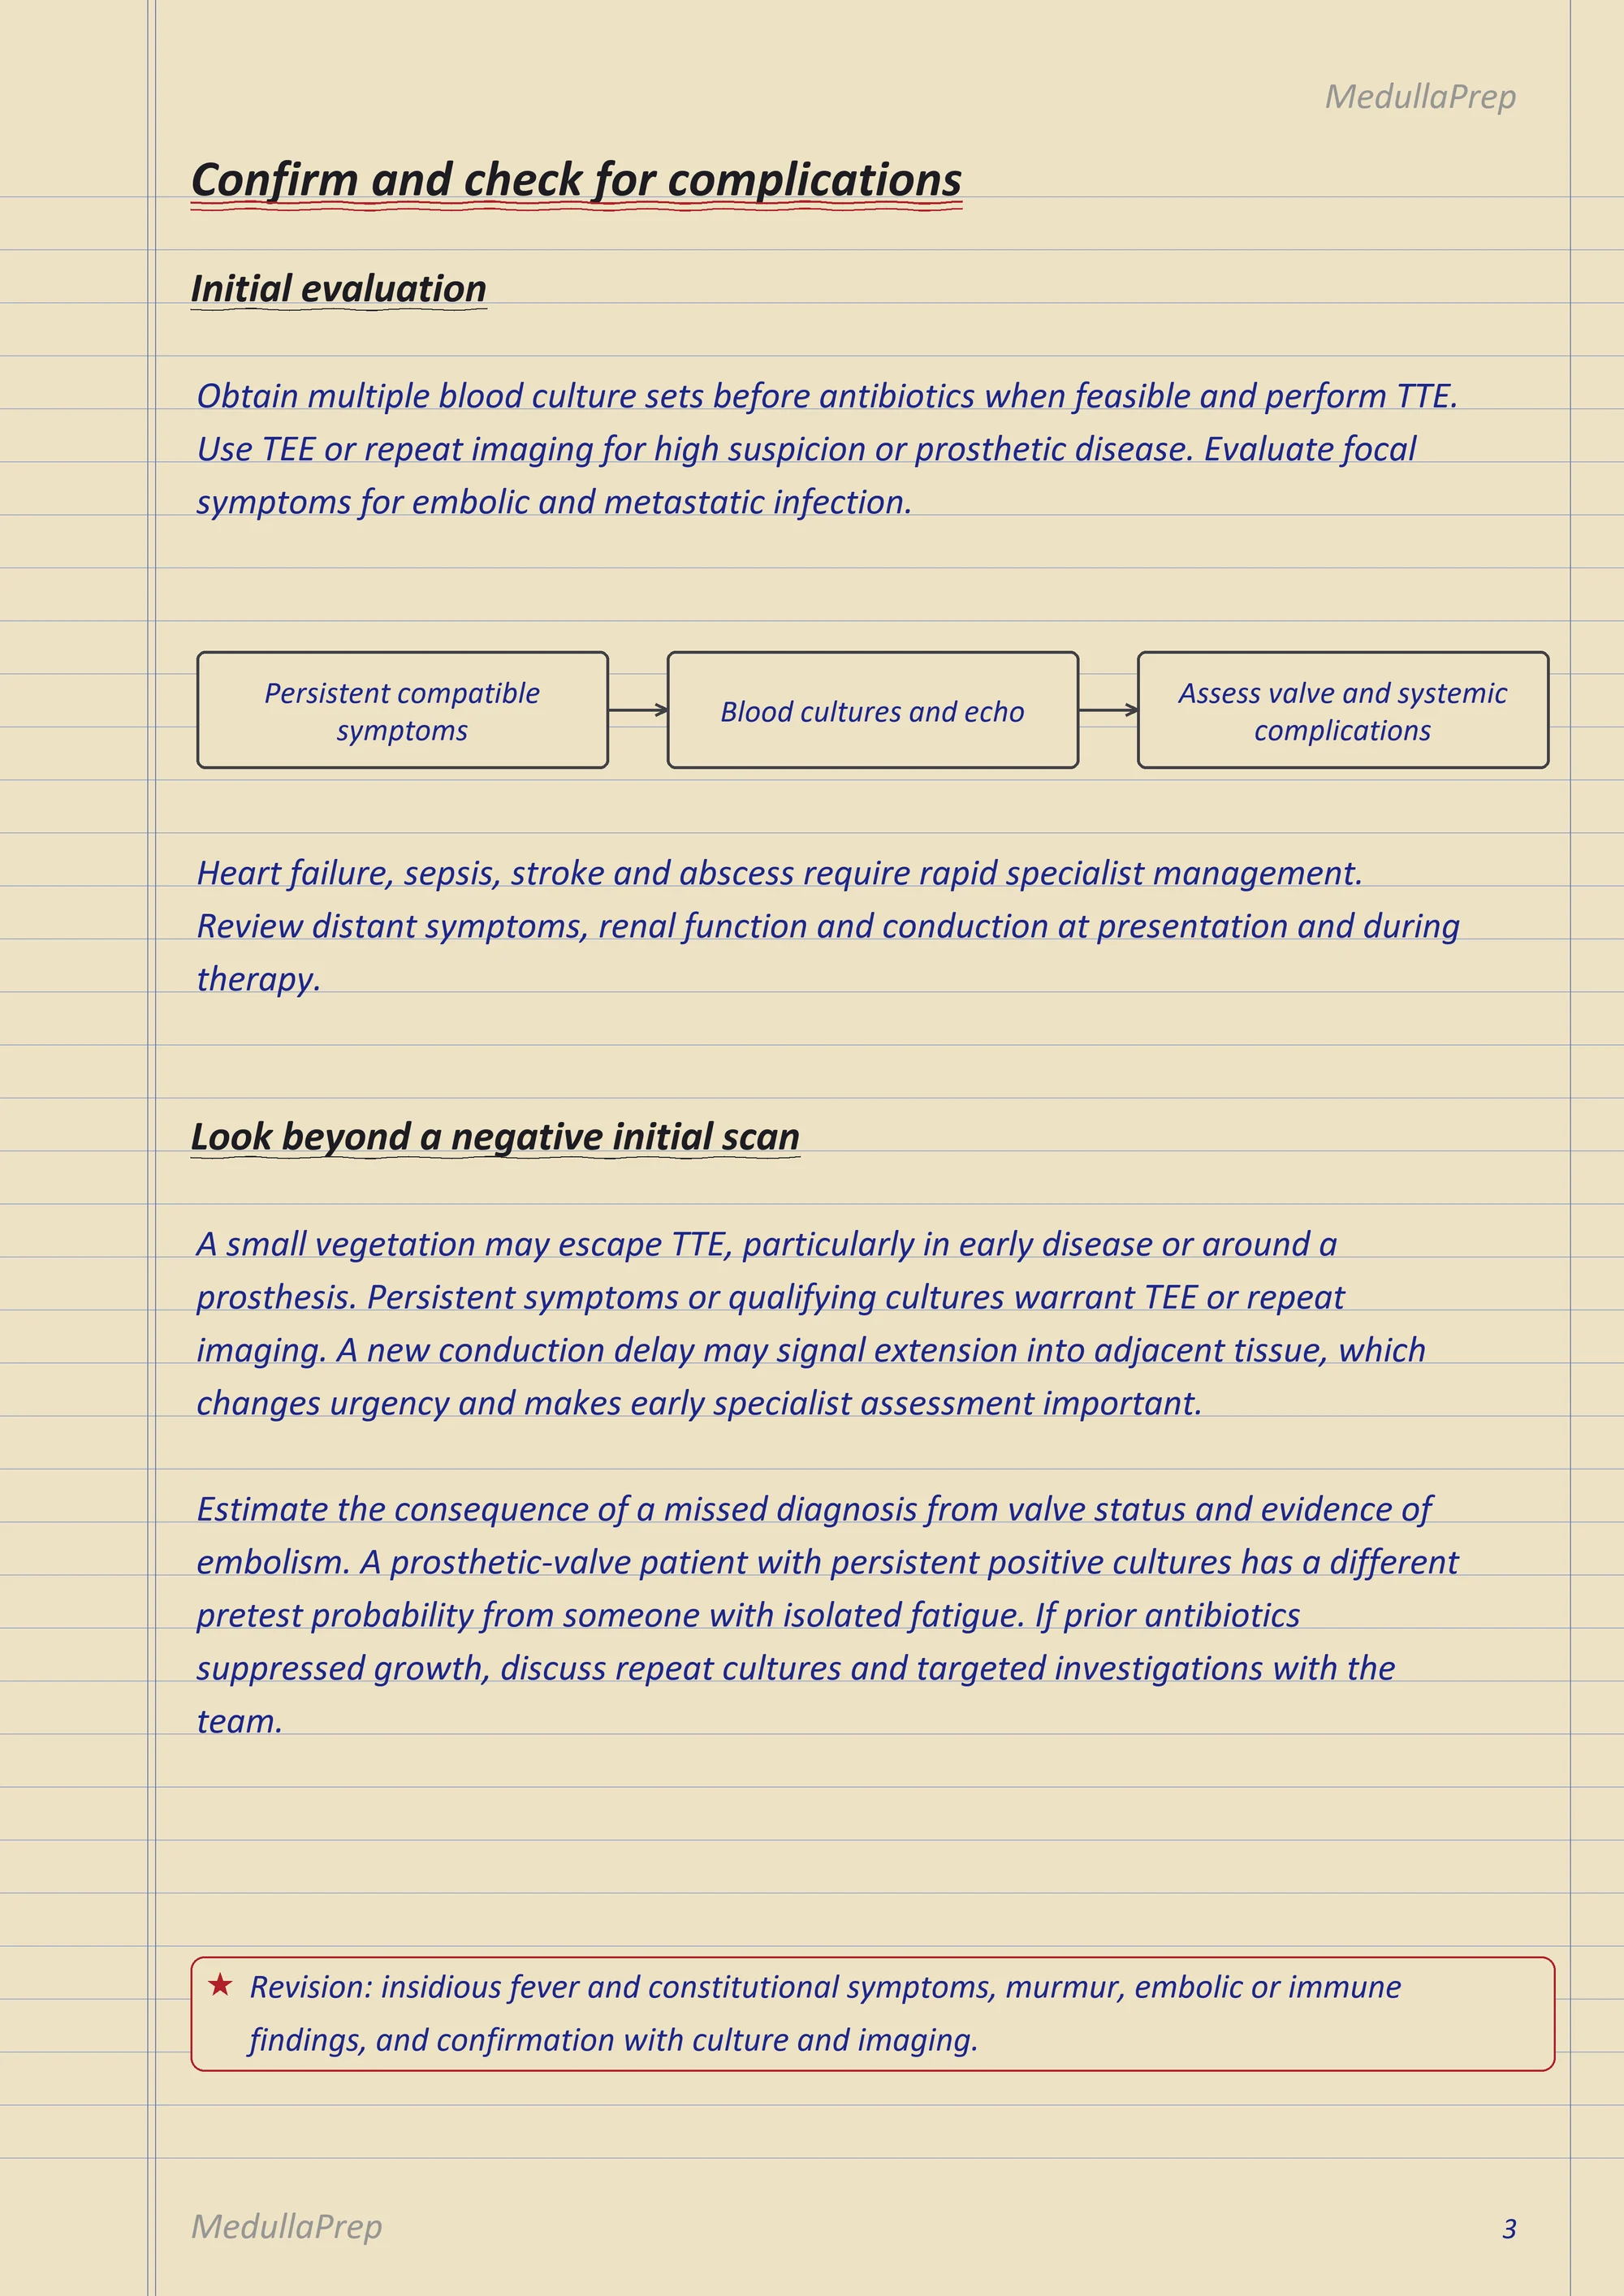 MedullaPrep
Confirm and check for complications
Initial evaluation
Obtain multiple blood culture sets before antibiotics when feasible and perform TTE.
Use TEE or repeat imaging for high suspicion or prosthetic disease. Evaluate focal
symptoms for embolic and metastatic infection.
Persistent compatible
symptoms
Blood cultures and echo
Assess valve and systemic
complications
Heart failure, sepsis, stroke and abscess require rapid specialist management.
Review distant symptoms, renal function and conduction at presentation and during
therapy.
Look beyond a negative initial scan
A small vegetation may escape TTE, particularly in early disease or around a
prosthesis. Persistent symptoms or qualifying cultures warrant TEE or repeat
imaging. A new conduction delay may signal extension into adjacent tissue, which
changes urgency and makes early specialist assessment important.
Estimate the consequence of a missed diagnosis from valve status and evidence of
embolism. A prosthetic-valve patient with persistent positive cultures has a different
pretest probability from someone with isolated fatigue. If prior antibiotics
suppressed growth, discuss repeat cultures and targeted investigations with the
team.
★ Revision: insidious fever and constitutional symptoms, murmur, embolic or immune
findings, and confirmation with culture and imaging.
MedullaPrep
3